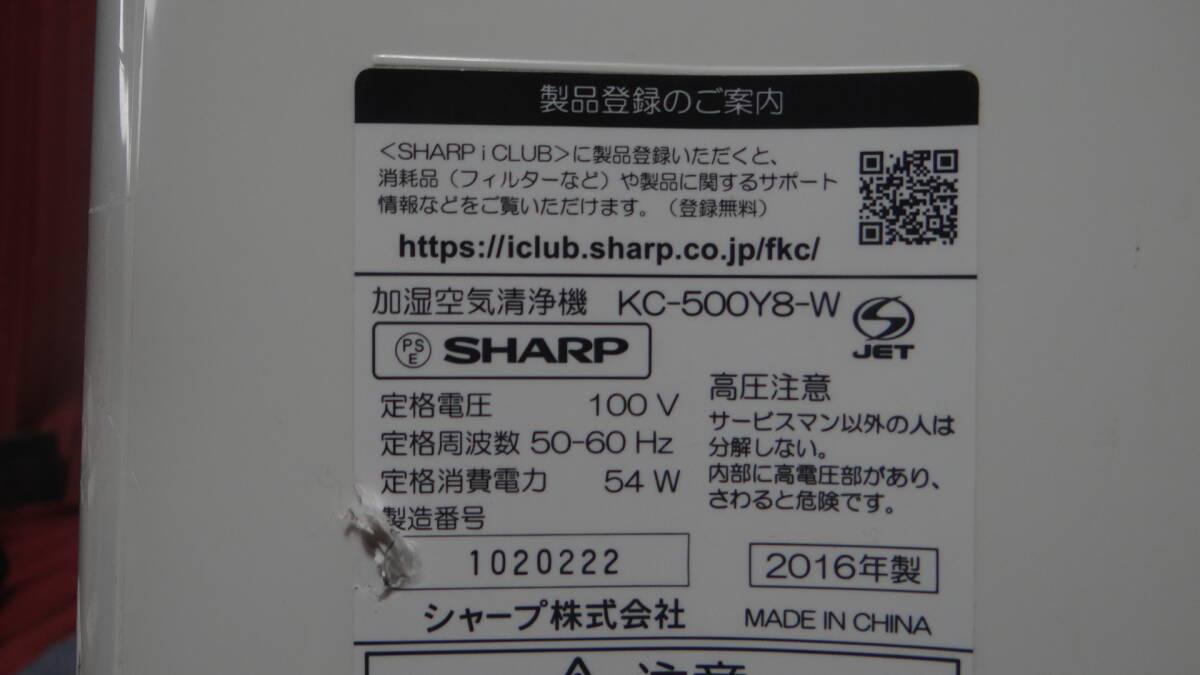 製品登録のご案内
<SHARP i CLUB>に製品登録いただくと、
消耗品（フィルターなど）や製品に関するサポート
情報などをご覧いただけます。（登録無料）
https://iclub.sharp.co.jp/fkc/
加湿空気清浄機 KC-500Y8-W
JET
PSE SHARP
定格電圧 100 V
定格周波数 50-60 Hz
定格消費電力 54 W
製造番号
1020222
高圧注意
サービスマン以外の人は
分解しない。
内部に高電圧部があり、
さわると危険です。
2016年製
シャープ株式会社 MADE IN CHINA
注意